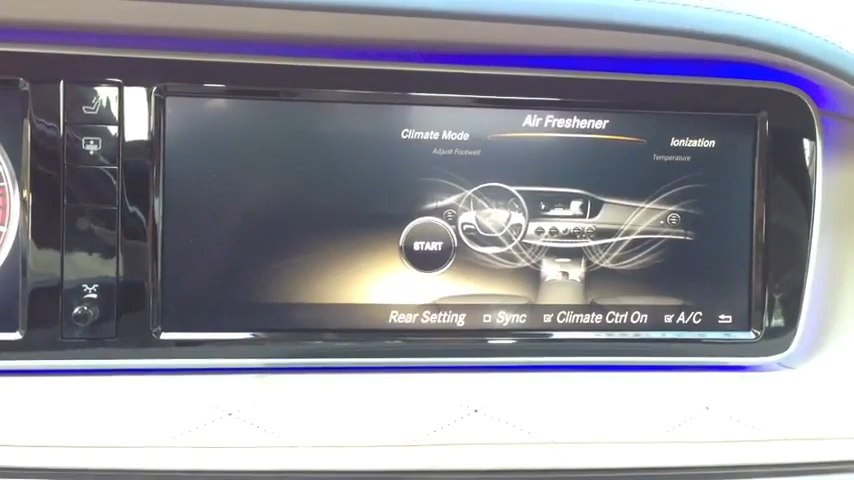 Air Freshener
Climate Mode
Ionization
Adjust Footwell
Temperature
START
Rear Setting Sync Climate Ctrl On A/C